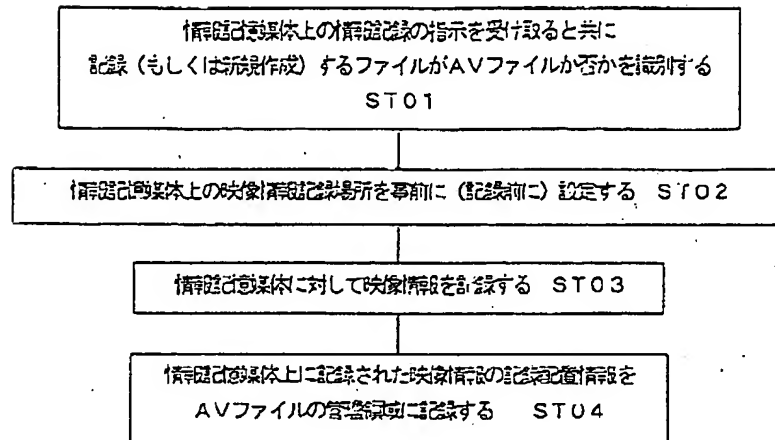 情報記憶媒体上の情報記録の指示を受け取ると共に
記録（もしくは新規作成）するファイルがAVファイルか否かを識別する
ST01
情報記憶媒体上の映像情報記録場所を事前に（記録前に）設定する ST02
情報記憶媒体に対して映像情報を記録する ST03
情報記憶媒体上に記録された映像情報の記録配置情報を
AVファイルの管理領域に記録する ST04